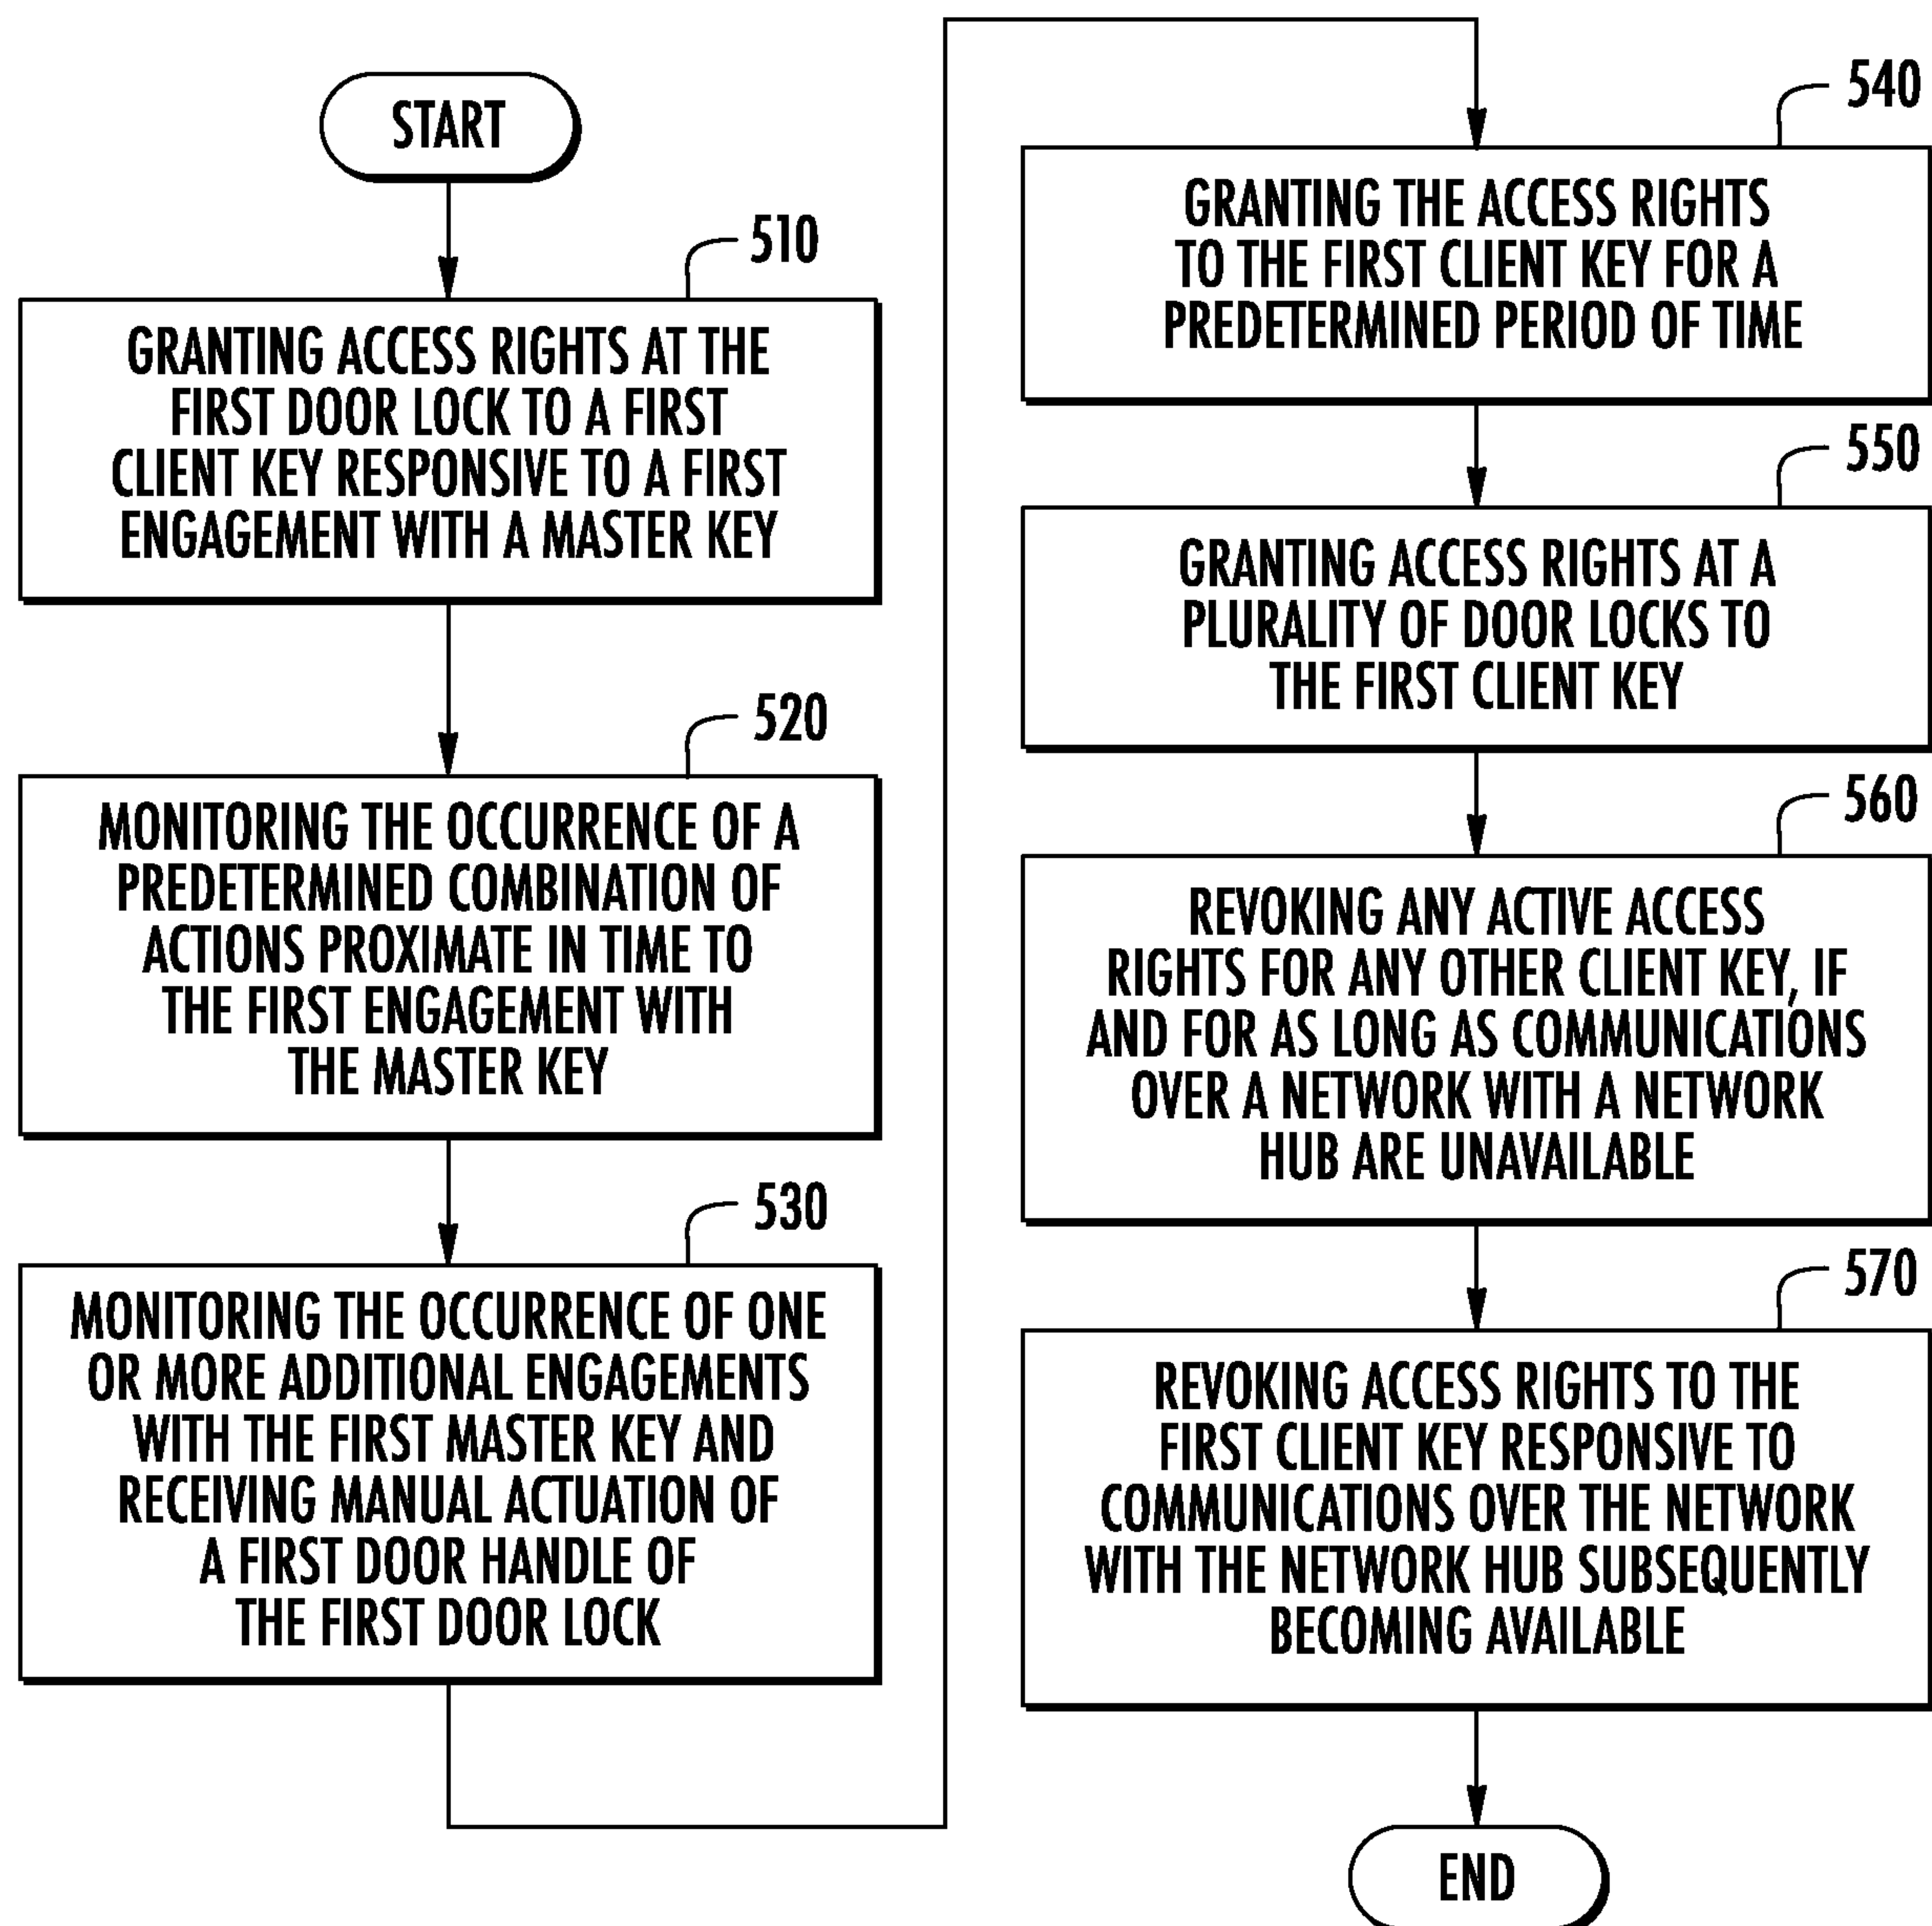 START
510
GRANTING ACCESS RIGHTS AT THE
FIRST DOOR LOCK TO A FIRST
CLIENT KEY RESPONSIVE TO A FIRST
ENGAGEMENT WITH A MASTER KEY
520
MONITORING THE OCCURRENCE OF A
PREDETERMINED COMBINATION OF
ACTIONS PROXIMATE IN TIME TO
THE FIRST ENGAGEMENT WITH
THE MASTER KEY
530
MONITORING THE OCCURRENCE OF ONE
OR MORE ADDITIONAL ENGAGEMENTS
WITH THE FIRST MASTER KEY AND
RECEIVING MANUAL ACTUATION OF
A FIRST DOOR HANDLE OF
THE FIRST DOOR LOCK
540
GRANTING THE ACCESS RIGHTS
TO THE FIRST CLIENT KEY FOR A
PREDETERMINED PERIOD OF TIME
550
GRANTING ACCESS RIGHTS AT A
PLURALITY OF DOOR LOCKS TO
THE FIRST CLIENT KEY
560
REVOKING ANY ACTIVE ACCESS
RIGHTS FOR ANY OTHER CLIENT KEY, IF
AND FOR AS LONG AS COMMUNICATIONS
OVER A NETWORK WITH A NETWORK
HUB ARE UNAVAILABLE
570
REVOKING ACCESS RIGHTS TO THE
FIRST CLIENT KEY RESPONSIVE TO
COMMUNICATIONS OVER THE NETWORK
WITH THE NETWORK HUB SUBSEQUENTLY
BECOMING AVAILABLE
END